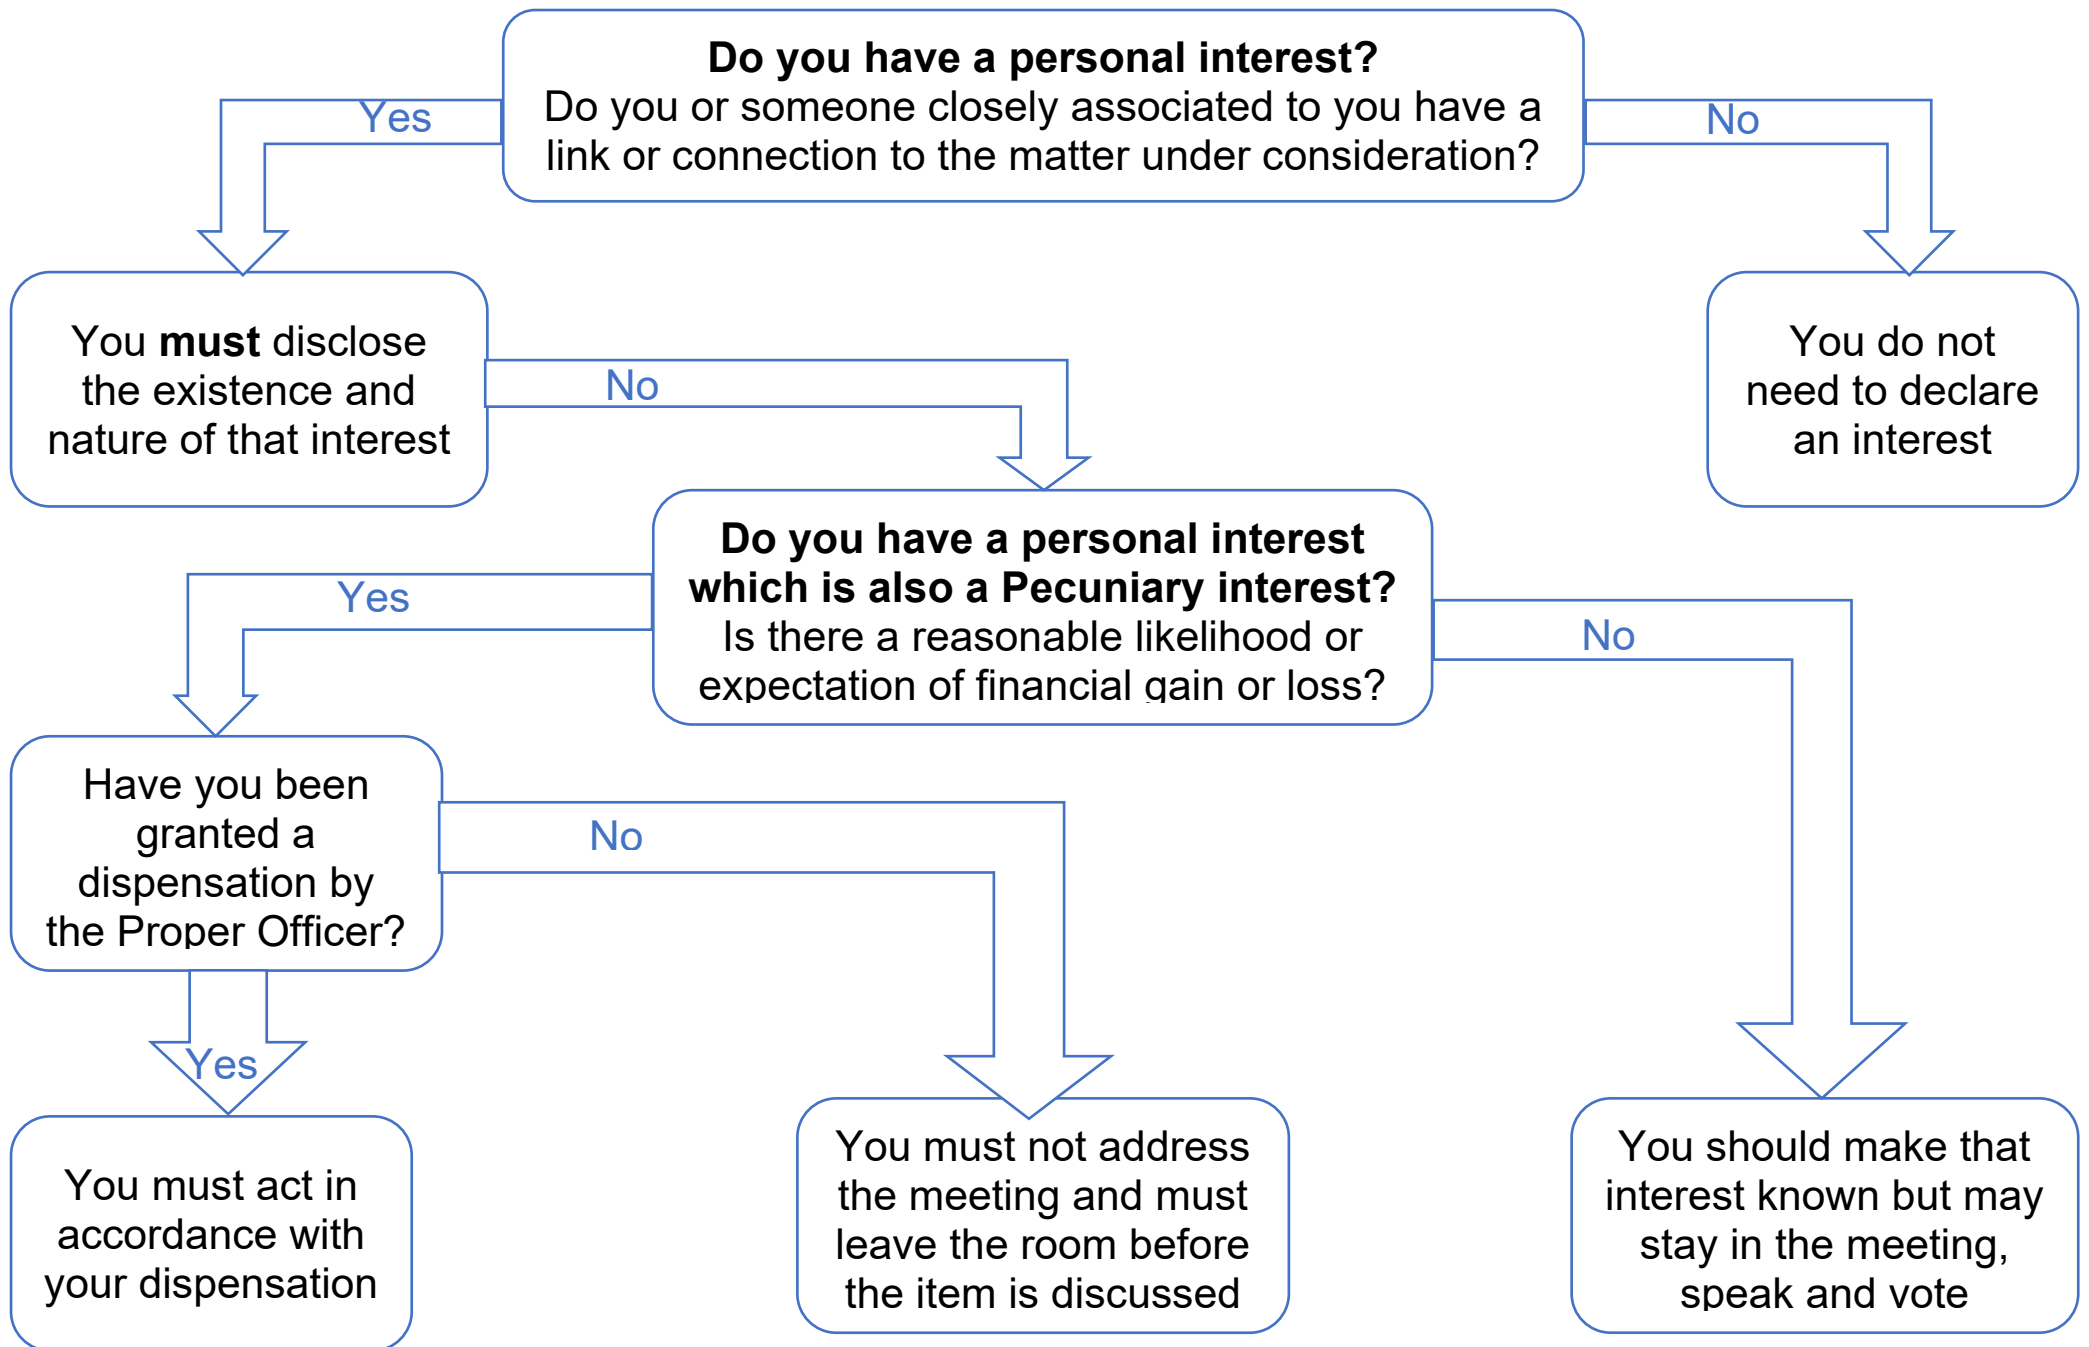 Do you have a personal interest?
Do you or someone closely associated to you have a
link or connection to the matter under consideration?
Yes
No
You must disclose
the existence and
nature of that interest
No
You do not
need to declare
an interest
Do you have a personal interest
which is also a Pecuniary interest?
Is there a reasonable likelihood or
expectation of financial gain or loss?
Yes
No
Have you been
granted a
dispensation by
the Proper Officer?
No
Yes
You must act in
accordance with
your dispensation
You must not address
the meeting and must
leave the room before
the item is discussed
You should make that
interest known but may
stay in the meeting,
speak and vote